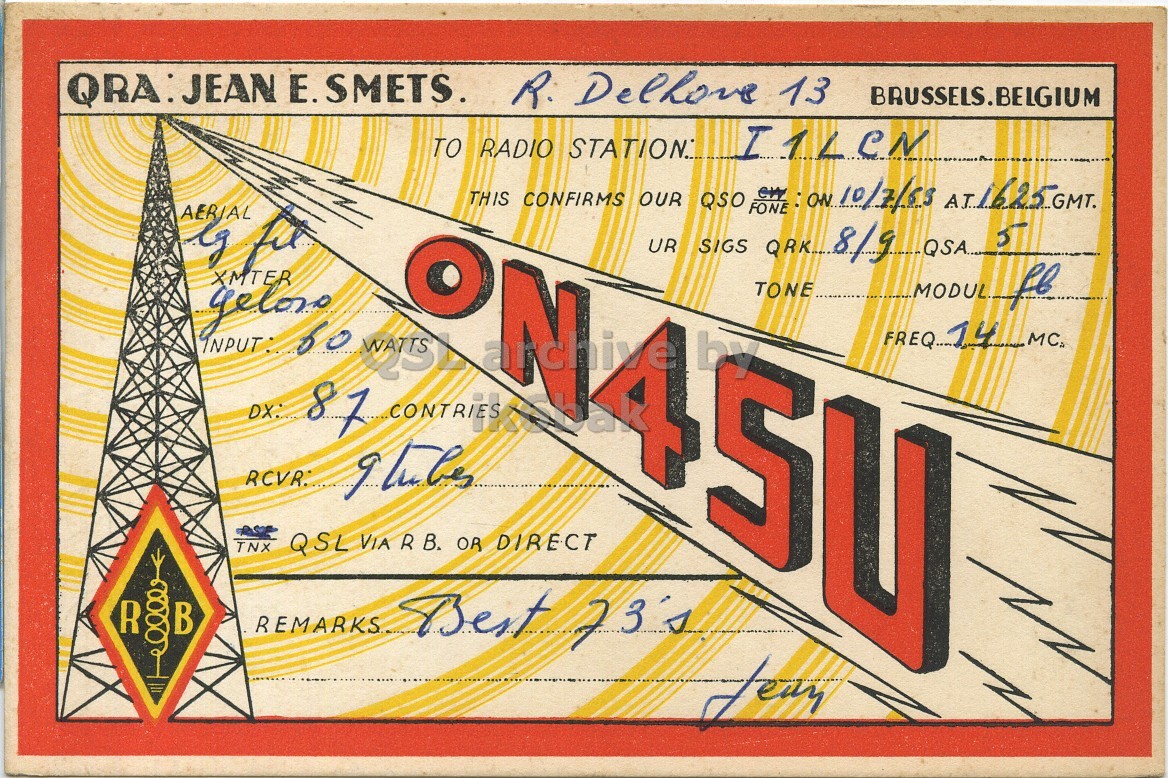 QRA: JEAN E. SMETS. R. Delhove 13 BRUSSELS. BELGIUM
TO RADIO STATION: I1LCN
THIS CONFIRMS OUR QSO CW FONE: ON 10/7/53 AT 1625 GMT.
UR SIGS QRK 8/9 QSA 5
TONE MODUL fb
FREQ. 14 MC.
AERIAL lg fil
XMTER geloso
INPUT: 60 WATTS
DX: 87 CONTRIES
RCVR: 9 tubes
PSE TNX QSL VIA R B. OR DIRECT
REMARKS Best 73's
Jean
ON4SU
R B
QSL archive by
ik6bak